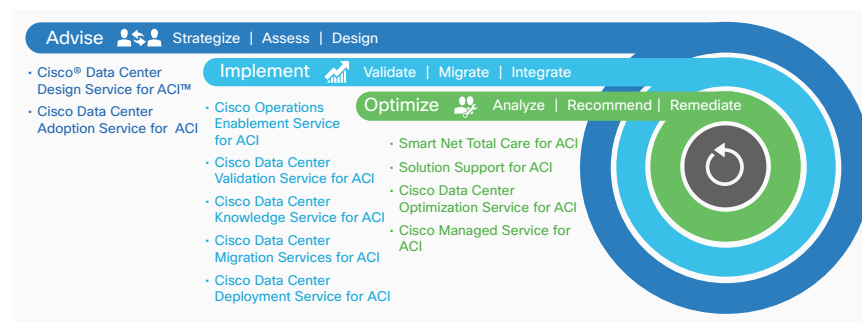 Advise Strategize | Assess | Design
• Cisco® Data Center
Design Service for ACI™
• Cisco Data Center
Adoption Service for ACI
Implement Validate | Migrate | Integrate
• Cisco Operations
Enablement Service
for ACI
• Cisco Data Center
Validation Service for ACI
• Cisco Data Center
Knowledge Service for ACI
• Cisco Data Center
Migration Services for ACI
• Cisco Data Center
Deployment Service for ACI
Optimize Analyze | Recommend | Remediate
• Smart Net Total Care for ACI
• Solution Support for ACI
• Cisco Data Center
Optimization Service for ACI
• Cisco Managed Service for
ACI